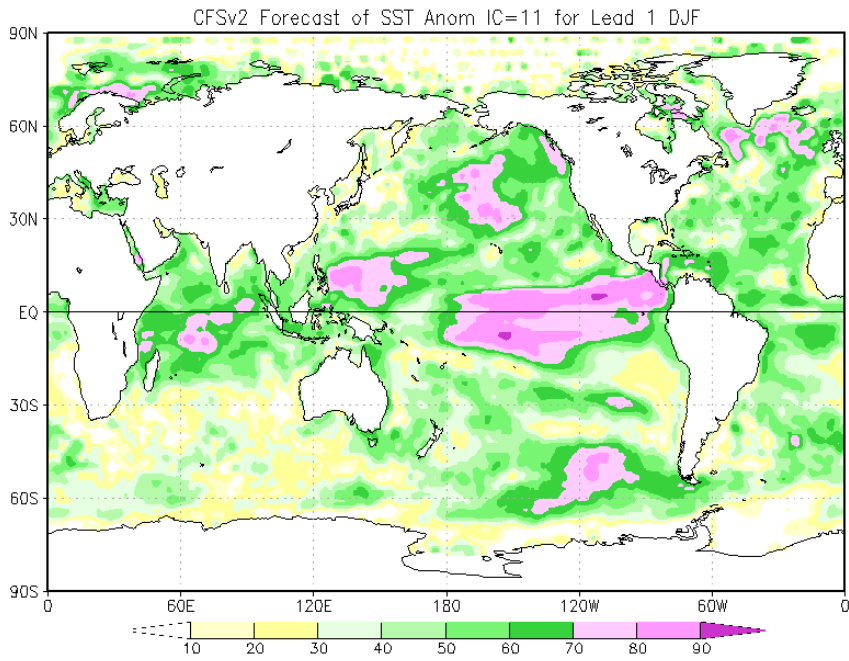 CFSv2 Forecast of SST Anom IC=11 for Lead 1 DJF
90N
60N
30N
EQ
30S
60S
90S
0 60E 120E 180 120W 60W 0
10 20 30 40 50 60 70 80 90